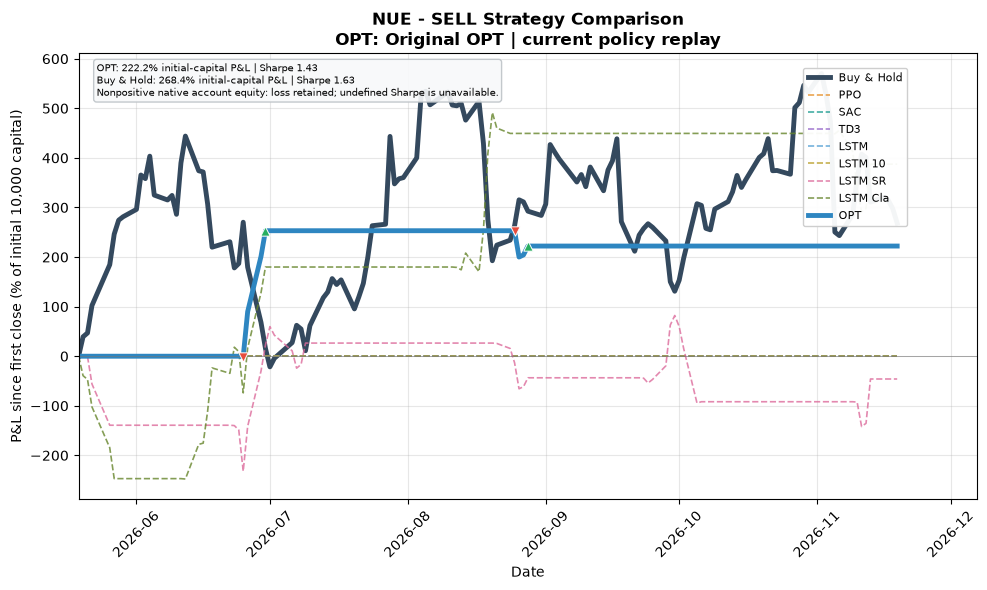 NUE - SELL Strategy Comparison
OPT: Original OPT | current policy replay
OPT: 222.2% initial-capital P&L | Sharpe 1.43
Buy & Hold: 268.4% initial-capital P&L | Sharpe 1.63
Nonpositive native account equity: loss retained; undefined Sharpe is unavailable.
Buy & Hold
PPO
SAC
TD3
LSTM
LSTM 10
LSTM SR
LSTM Cla
OPT
P&L since first close (% of initial 10,000 capital)
600
500
400
300
200
100
0
−100
−200
2026-06
2026-07
2026-08
2026-09
2026-10
2026-11
2026-12
Date